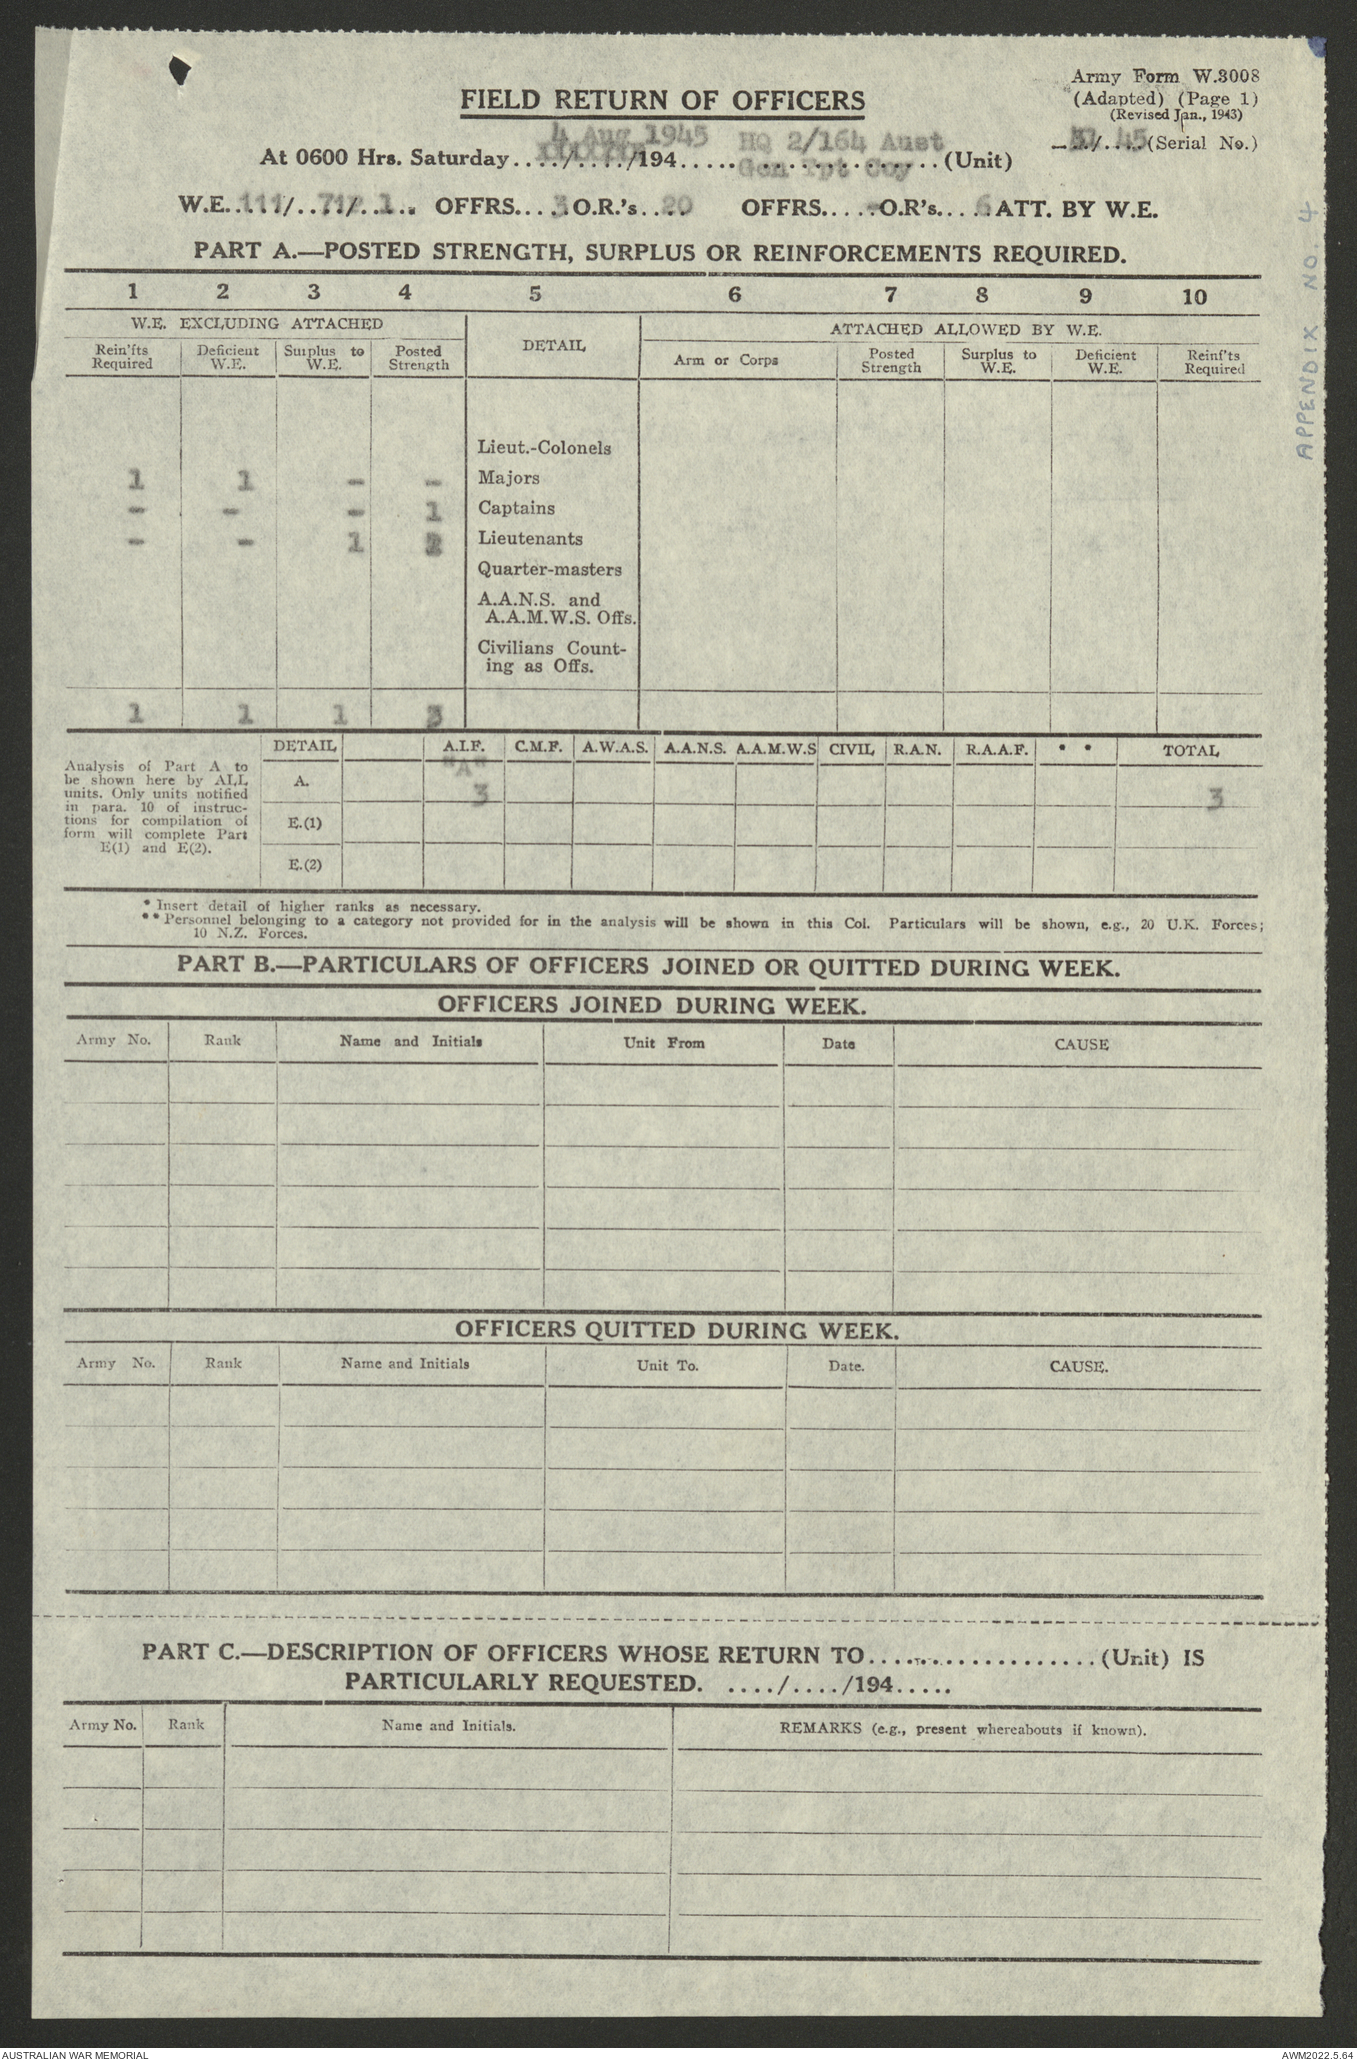 Army Form W.3008
(Adapted) (Page 1)
(Revised Jan., 1943)
FIELD RETURN OF OFFICERS
4 Aug 1945 HQ 2/164 Aust
At 0600 Hrs. Saturday..../..../194..... Gen Tpt Coy (Unit) 31/45 (Serial No.)
W.E. 111/ OFFRS....3 O.R.'s...20 OFFRS....- O.R's....6 ATT. BY W.E.
PART A.—POSTED STRENGTH, SURPLUS OR REINFORCEMENTS REQUIRED.
1 2 3 4 5 6 7 8 9 10
W.E. EXCLUDING ATTACHED DETAIL ATTACHED ALLOWED BY W.E.
Rein'fts Required Deficient W.E. Surplus to W.E. Posted Strength Arm or Corps Posted Strength Surplus to W.E. Deficient W.E. Reinf'ts Required
Lieut.-Colonels
1 1 - - Majors
- - - 1 Captains
- - 1 2 Lieutenants
Quarter-masters
A.A.N.S. and
A.A.M.W.S. Offs.
Civilians Count-
ing as Offs.
1 1 1 3
DETAIL A.I.F. C.M.F. A.W.A.S. A.A.N.S. A.A.M.W.S CIVIL R.A.N. R.A.A.F. * * TOTAL
Analysis of Part A to
be shown here by ALL
units. Only units notified
in para. 10 of instruc-
tions for compilation of
form will complete Part
E(1) and E(2).
A. "A" 3 3
E.(1)
E.(2)
* Insert detail of higher ranks as necessary.
** Personnel belonging to a category not provided for in the analysis will be shown in this Col. Particulars will be shown, e.g., 20 U.K. Forces;
10 N.Z. Forces.
PART B.—PARTICULARS OF OFFICERS JOINED OR QUITTED DURING WEEK.
OFFICERS JOINED DURING WEEK.
Army No. Rank Name and Initials Unit From Date CAUSE
OFFICERS QUITTED DURING WEEK.
Army No. Rank Name and Initials Unit To. Date. CAUSE.
PART C.—DESCRIPTION OF OFFICERS WHOSE RETURN TO.....................(Unit) IS
PARTICULARLY REQUESTED. ..../..../194.....
Army No. Rank Name and Initials. REMARKS (e.g., present whereabouts if known).
APPENDIX NO. 4
AUSTRALIAN WAR MEMORIAL AWM2022.5.64